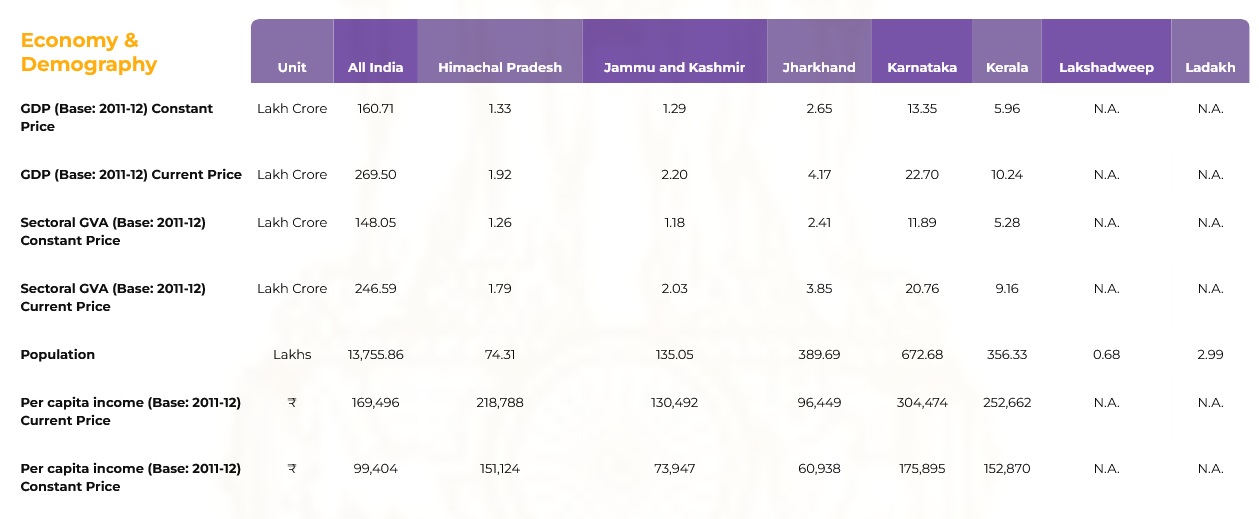 Economy &
Demography
Unit All India Himachal Pradesh Jammu and Kashmir Jharkhand Karnataka Kerala Lakshadweep Ladakh
GDP (Base: 2011-12) Constant Lakh Crore 160.71 1.33 1.29 2.65 13.35 5.96 N.A. N.A.
Price
GDP (Base: 2011-12) Current Price Lakh Crore 269.50 1.92 2.20 4.17 22.70 10.24 N.A. N.A.
Sectoral GVA (Base: 2011-12) Lakh Crore 148.05 1.26 1.18 2.41 11.89 5.28 N.A. N.A.
Constant Price
Sectoral GVA (Base: 2011-12) Lakh Crore 246.59 1.79 2.03 3.85 20.76 9.16 N.A. N.A.
Current Price
Population Lakhs 13,755.86 74.31 135.05 389.69 672.68 356.33 0.68 2.99
Per capita income (Base: 2011-12) ₹ 169,496 218,788 130,492 96,449 304,474 252,662 N.A. N.A.
Current Price
Per capita income (Base: 2011-12) ₹ 99,404 151,124 73,947 60,938 175,895 152,870 N.A. N.A.
Constant Price